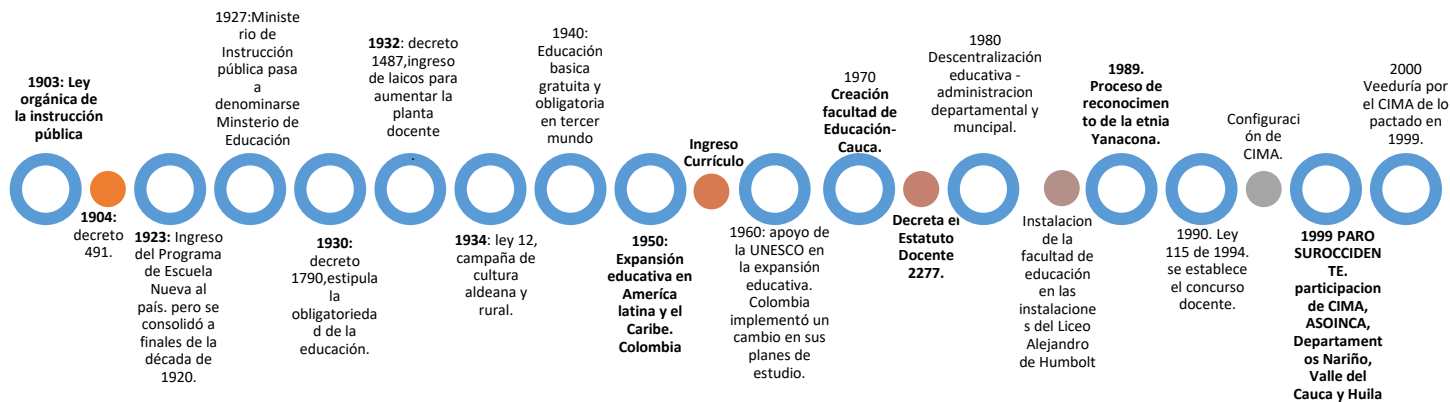 1903: Ley
orgánica de
la instrucción
pública
1904:
decreto
491.
1923: Ingreso
del Programa de
Escuela
Nueva al
país. pero se
consolidó a
finales de la
década de
1920.
1927:Ministe
rio de
Instrucción
pública pasa
a
denominarse
Minsterio de
Educación
1930:
decreto
1790,estipula
la
obligatorieda
d de la
educación.
1932: decreto
1487,ingreso
de laicos para
aumentar la
planta
docente
.
1934: ley 12,
campaña de
cultura
aldeana y
rural.
1940:
Educación
basica
gratuita y
obligatoria
en tercer
mundo
1950:
Expansión
educativa en
Ameríca
latina y el
Caribe.
Colombia
Ingreso
Currículo
1960: apoyo de
la UNESCO en
la expansión
educativa.
Colombia
implementó un
cambio en sus
planes de
estudio.
1970
Creación
facultad de
Educación-
Cauca.
Decreta el
Estatuto
Docente
2277.
1980
Descentralización
educativa -
administracion
departamental y
muncipal.
Instalacion
de la
facultad de
educación
en las
instalacione
s del Liceo
Alejandro
de Humbolt
1989.
Proceso de
reconocimen
to de la etnia
Yanacona.
1990. Ley
115 de 1994.
se establece
el concurso
docente.
Configuraci
ón de
CIMA.
1999 PARO
SUROCCIDEN
TE.
participacion
de CIMA,
ASOINCA,
Departament
os Nariño,
Valle del
Cauca y Huila
2000
Veeduría por
el CIMA de lo
pactado en
1999.